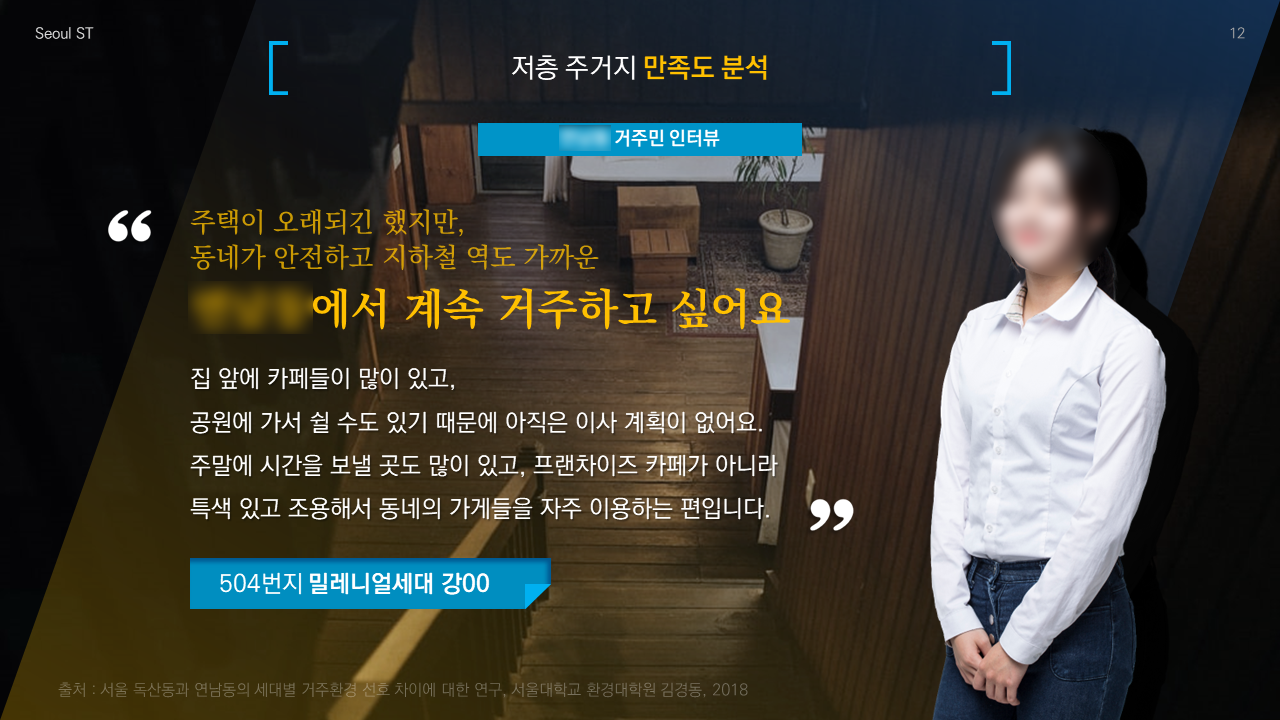 Seoul ST
12
저층 주거지 만족도 분석
거주민 인터뷰
“
주택이 오래되긴 했지만,
동네가 안전하고 지하철 역도 가까운
에서 계속 거주하고 싶어요
집 앞에 카페들이 많이 있고,
공원에 가서 쉴 수도 있기 때문에 아직은 이사 계획이 없어요.
주말에 시간을 보낼 곳도 많이 있고, 프랜차이즈 카페가 아니라
특색 있고 조용해서 동네의 가게들을 자주 이용하는 편입니다.
”
504번지 밀레니얼세대 강00
출처 : 서울 독산동과 연남동의 세대별 거주환경 선호 차이에 대한 연구, 서울대학교 환경대학원 김경동, 2018